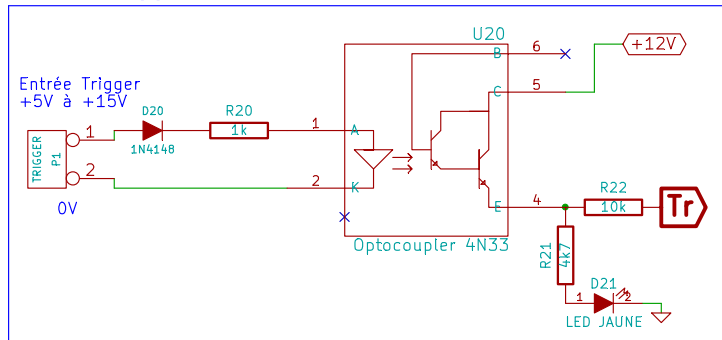 U20
B
6
+12V
C
5
Entrée Trigger
+5V à +15V
D20
1N4148
R20
1k
1
A
TRIGGER
P1
1
2
0V
2
K
E
4
R22
10k
Tr
Optocoupler 4N33
R21
4k7
D21
1
2
LED JAUNE